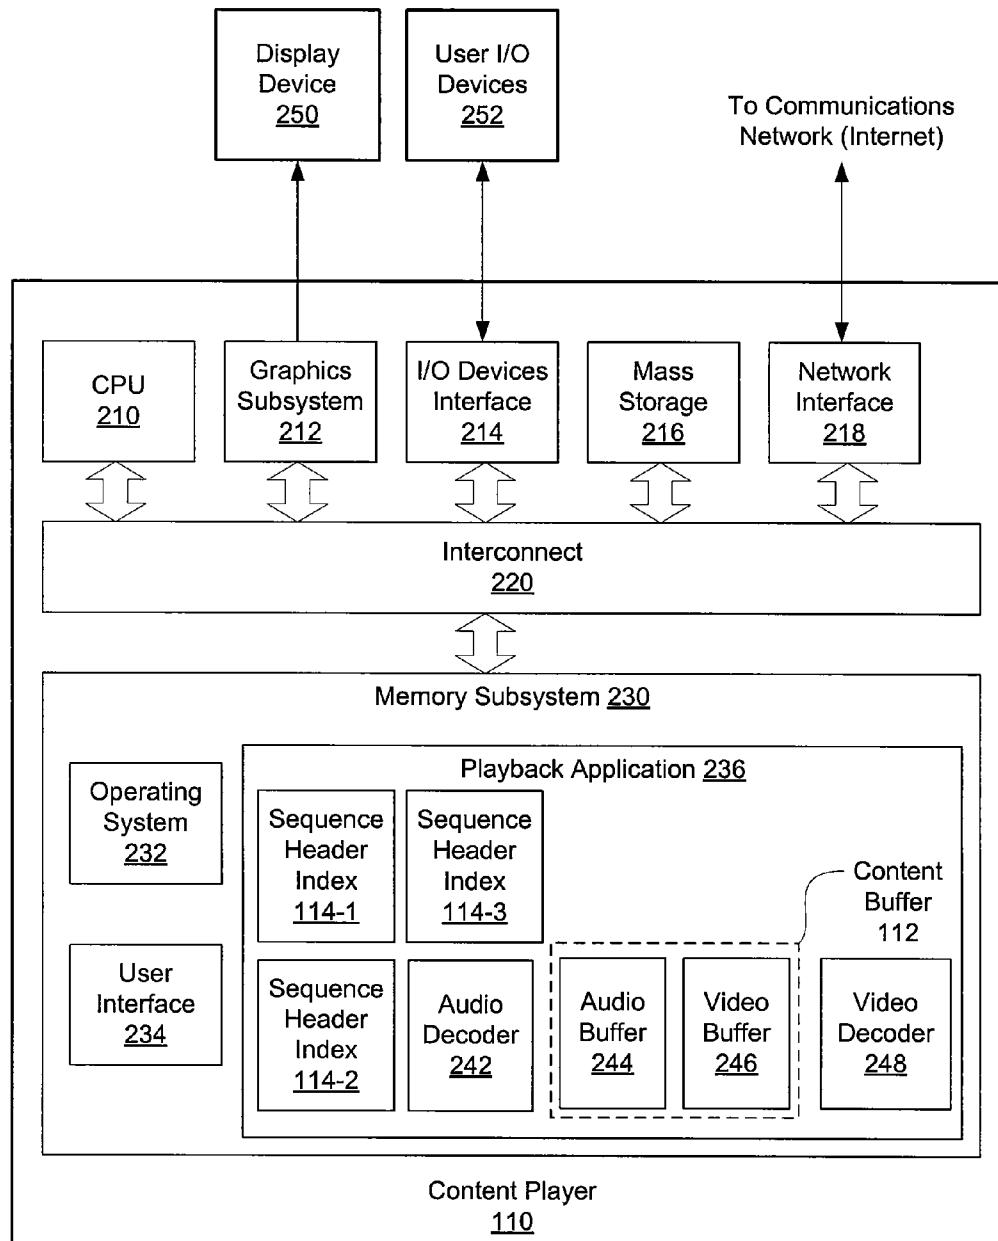 Display
Device
250
User I/O
Devices
252
To Communications
Network (Internet)
CPU
210
Graphics
Subsystem
212
I/O Devices
Interface
214
Mass
Storage
216
Network
Interface
218
Interconnect
220
Memory Subsystem 230
Operating
System
232
User
Interface
234
Playback Application 236
Sequence
Header
Index
114-1
Sequence
Header
Index
114-3
Content
Buffer
112
Sequence
Header
Index
114-2
Audio
Decoder
242
Audio
Buffer
244
Video
Buffer
246
Video
Decoder
248
Content Player
110